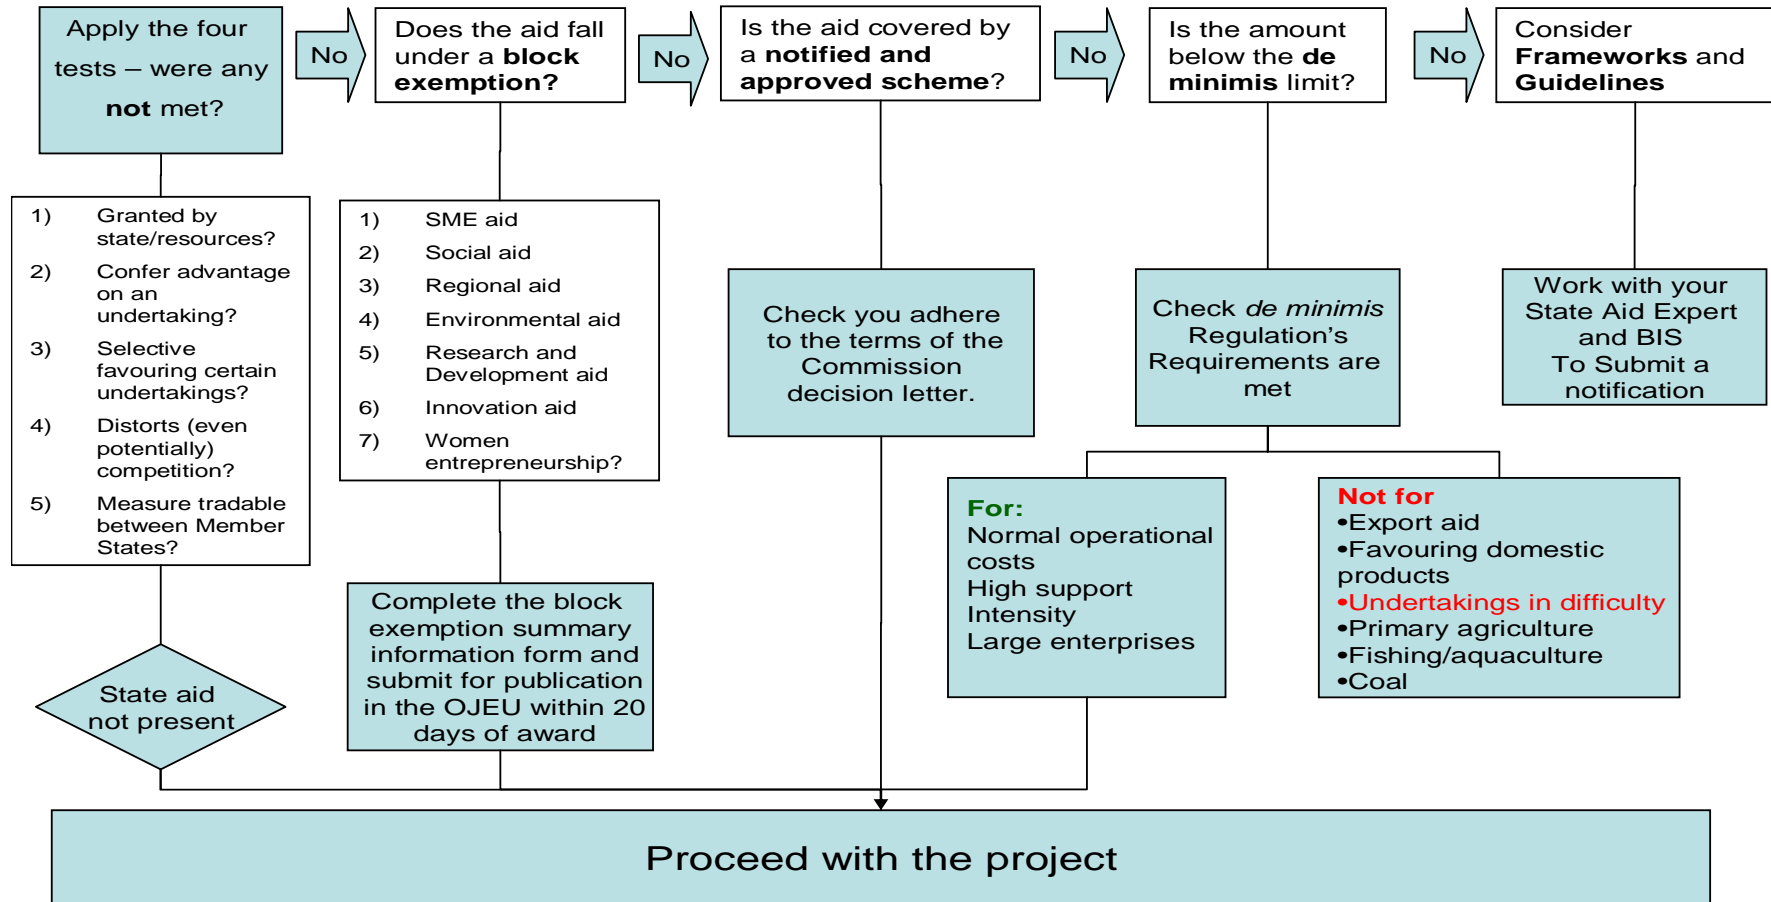 Apply the four
tests – were any
not met?
No
Does the aid fall
under a block
exemption?
No
Is the aid covered by
a notified and
approved scheme?
No
Is the amount
below the de
minimis limit?
No
Consider
Frameworks and
Guidelines
1) Granted by
state/resources?
2) Confer advantage
on an
undertaking?
3) Selective
favouring certain
undertakings?
4) Distorts (even
potentially)
competition?
5) Measure tradable
between Member
States?
1) SME aid
2) Social aid
3) Regional aid
4) Environmental aid
5) Research and
Development aid
6) Innovation aid
7) Women
entrepreneurship?
Check you adhere
to the terms of the
Commission
decision letter.
Check de minimis
Regulation's
Requirements are
met
Work with your
State Aid Expert
and BIS
To Submit a
notification
For:
Normal operational
costs
High support
Intensity
Large enterprises
Not for
•Export aid
•Favouring domestic
products
•Undertakings in difficulty
•Primary agriculture
•Fishing/aquaculture
•Coal
State aid
not present
Complete the block
exemption summary
information form and
submit for publication
in the OJEU within 20
days of award
Proceed with the project